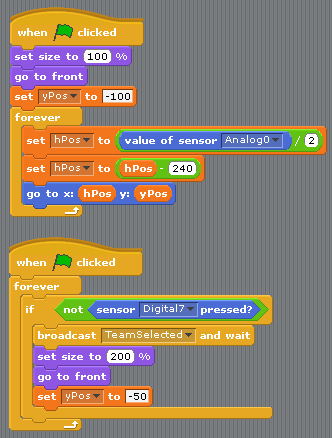 when clicked
set size to 100 %
go to front
set yPos to -100
forever
set hPos to value of sensor Analog0 / 2
set hPos to hPos - 240
go to x: hPos y: yPos
when clicked
forever
if not sensor Digital7 pressed?
broadcast TeamSelected and wait
set size to 200 %
go to front
set yPos to -50